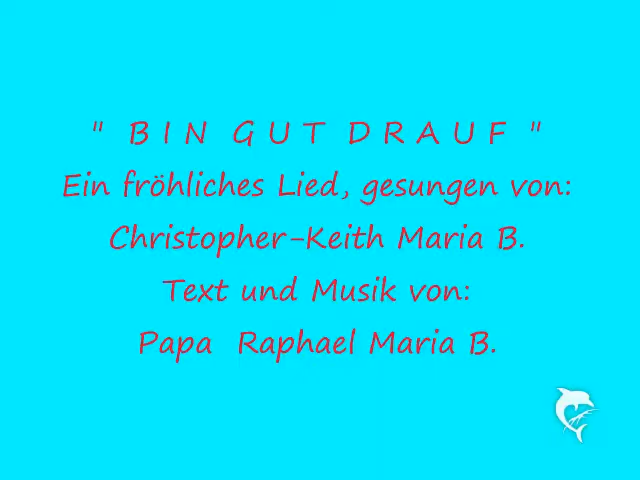 " B I N  G U T  D R A U F "
Ein fröhliches Lied, gesungen von:
Christopher-Keith Maria B.
Text und Musik von:
Papa  Raphael Maria B.